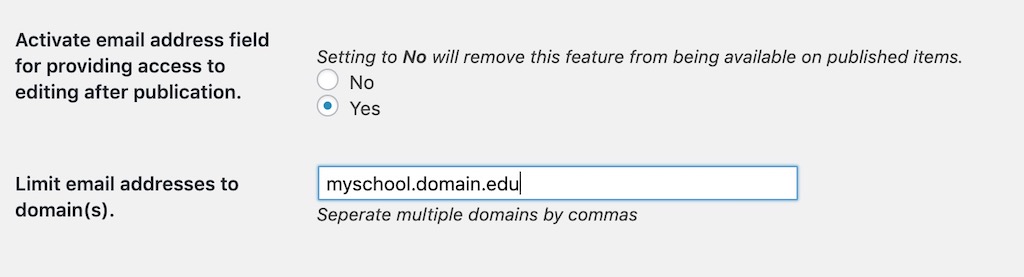 Activate email address field
for providing access to
editing after publication.
Setting to No will remove this feature from being available on published items.
No
Yes
Limit email addresses to
domain(s).
myschool.domain.edu
Seperate multiple domains by commas